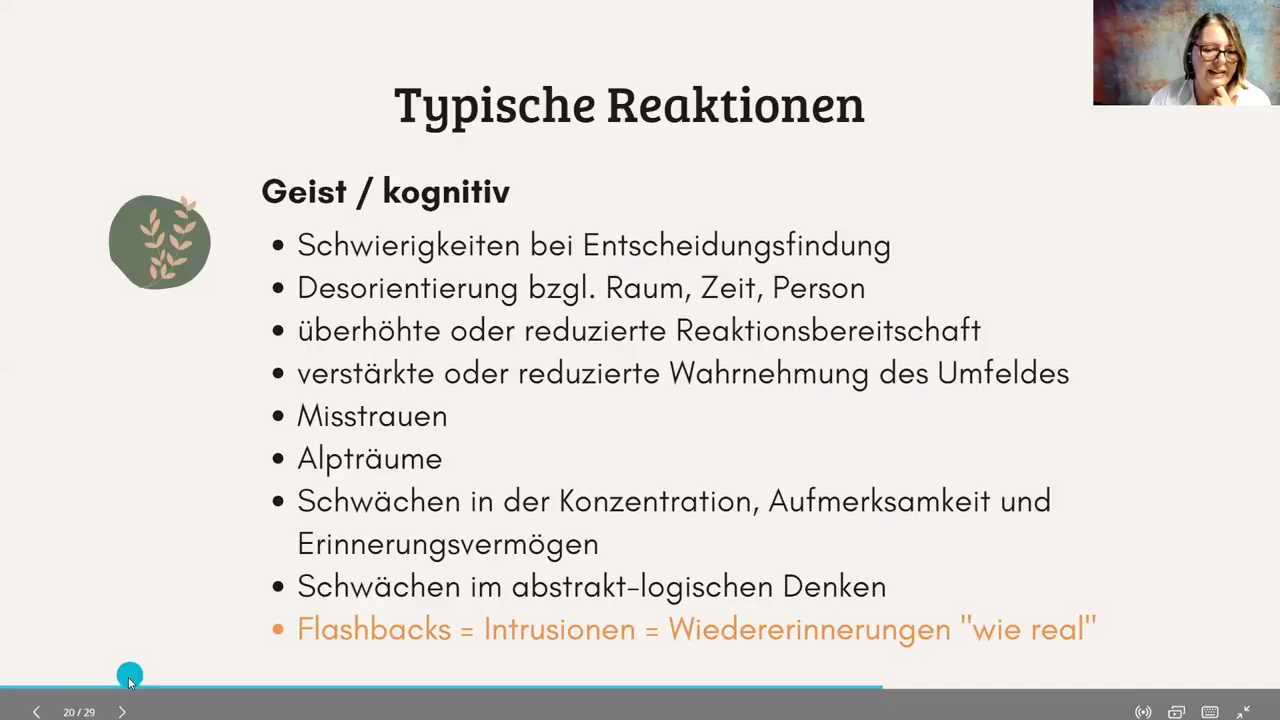 Typische Reaktionen
Geist / kognitiv
• Schwierigkeiten bei Entscheidungsfindung
• Desorientierung bzgl. Raum, Zeit, Person
• überhöhte oder reduzierte Reaktionsbereitschaft
• verstärkte oder reduzierte Wahrnehmung des Umfeldes
• Misstrauen
• Alpträume
• Schwächen in der Konzentration, Aufmerksamkeit und
Erinnerungsvermögen
• Schwächen im abstrakt-logischen Denken
• Flashbacks = Intrusionen = Wiedererinnerungen "wie real"
20 / 29